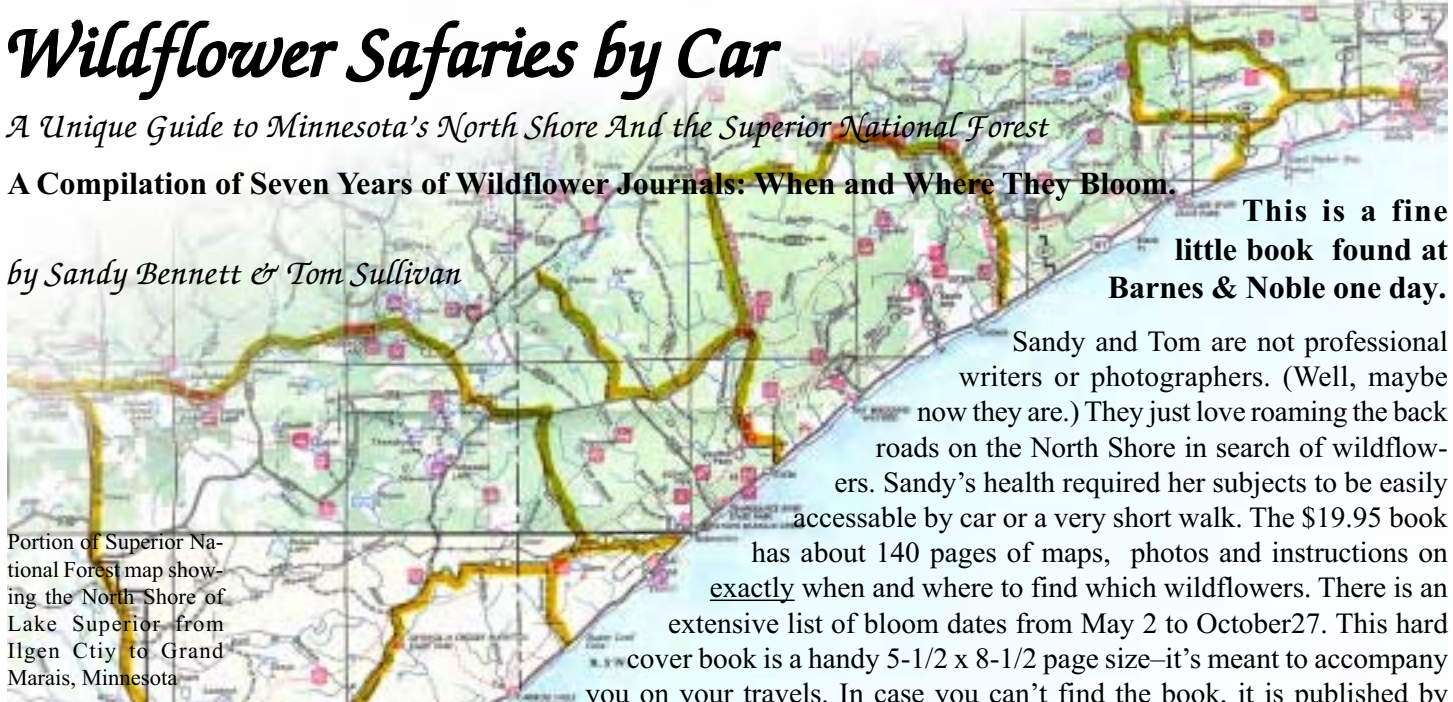 Wildflower Safaries by Car
A Unique Guide to Minnesota's North Shore And the Superior National Forest
A Compilation of Seven Years of Wildflower Journals: When and Where They Bloom.
by Sandy Bennett & Tom Sullivan
This is a fine
little book found at
Barnes & Noble one day.
Sandy and Tom are not professional
writers or photographers. (Well, maybe
now they are.) They just love roaming the back
roads on the North Shore in search of wildflow-
ers. Sandy's health required her subjects to be easily
accessable by car or a very short walk. The $19.95 book
has about 140 pages of maps, photos and instructions on
exactly when and where to find which wildflowers. There is an
extensive list of bloom dates from May 2 to October27. This hard
cover book is a handy 5-1/2 x 8-1/2 page size–it's meant to accompany
you on your travels. In case you can't find the book, it is published by
Portion of Superior Na-
tional Forest map show-
ing the North Shore of
Lake Superior from
Ilgen Ctiy to Grand
Marais, Minnesota